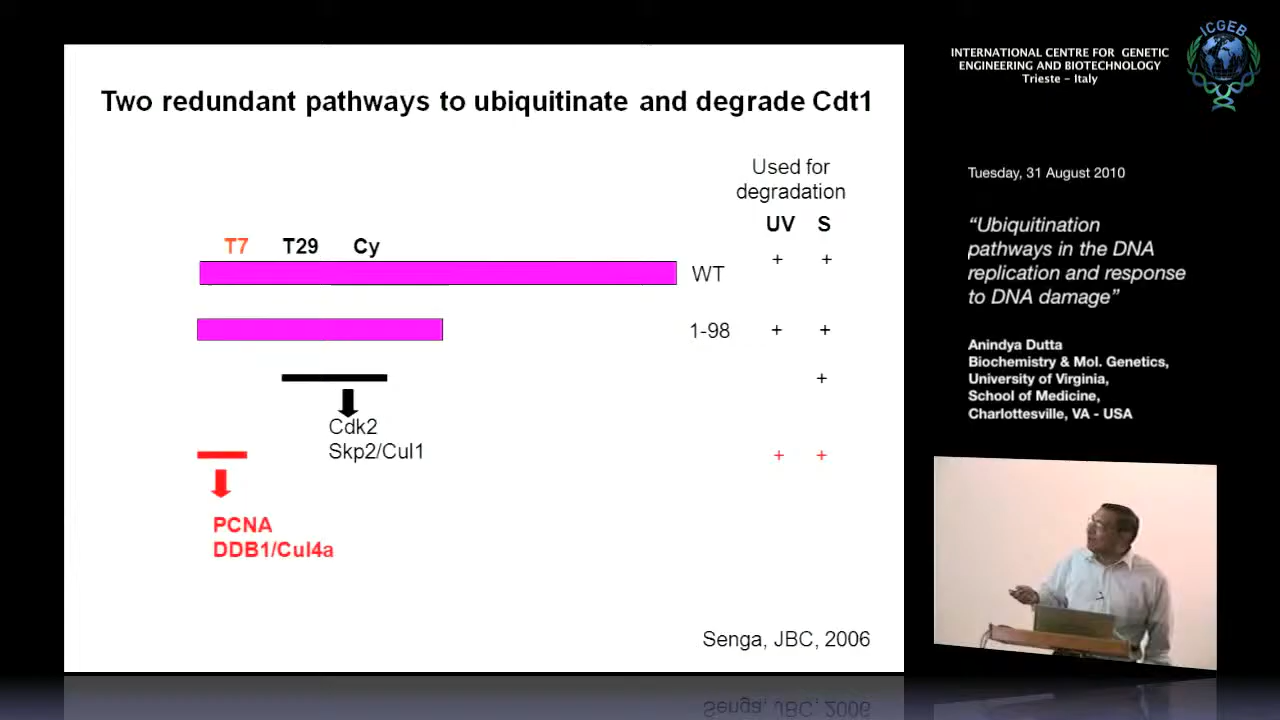 Two redundant pathways to ubiquitinate and degrade Cdt1
Used for
degradation
UV S
T7 T29 Cy
+ +
WT
1-98 + +
+
Cdk2
Skp2/Cul1
+ +
PCNA
DDB1/Cul4a
Senga, JBC, 2006
INTERNATIONAL CENTRE FOR GENETIC
ENGINEERING AND BIOTECHNOLOGY
Trieste – Italy
ICGEB
Tuesday, 31 August 2010
“Ubiquitination
pathways in the DNA
replication and response
to DNA damage”
Anindya Dutta
Biochemistry & Mol. Genetics,
University of Virginia,
School of Medicine,
Charlottesville, VA - USA